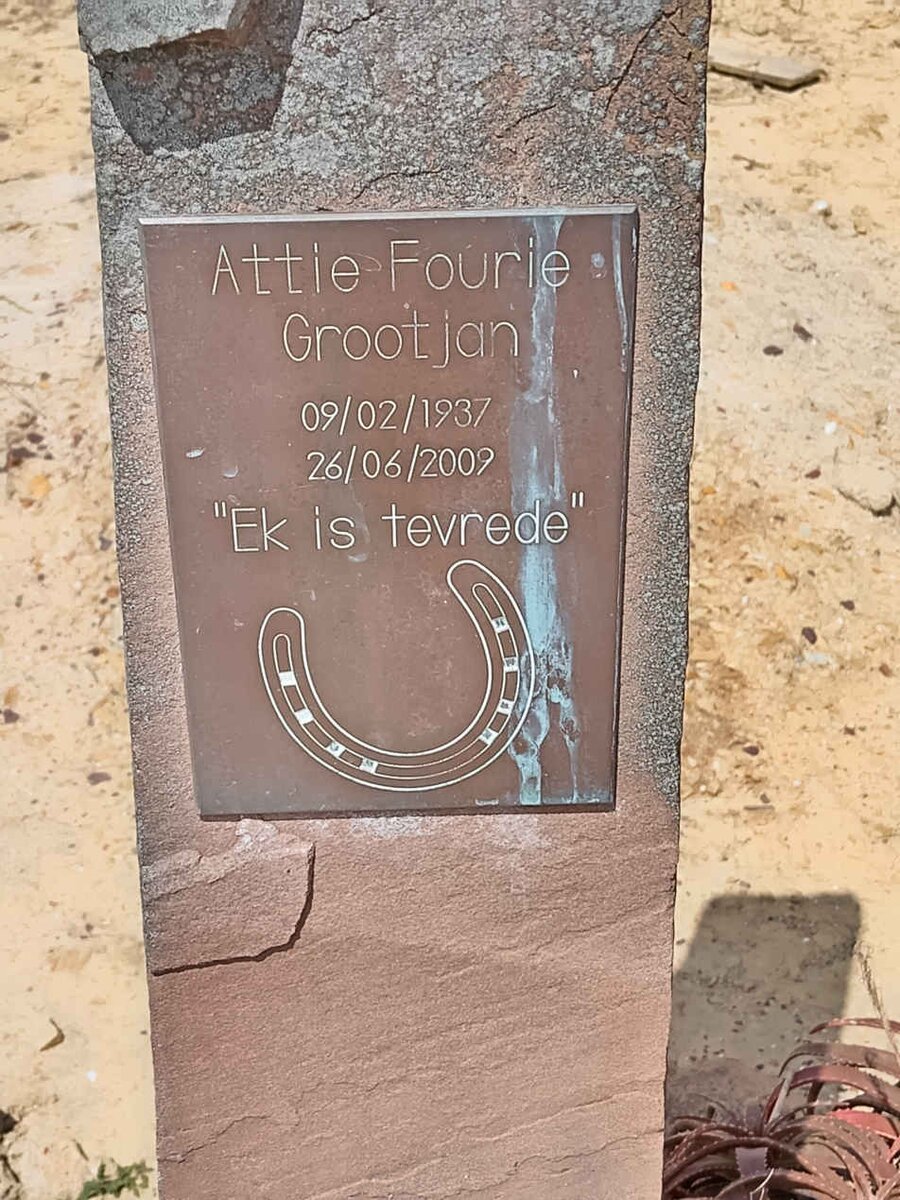 Attie Fourie
Grootjan
09/02/1937
26/06/2009
"Ek is tevrede"